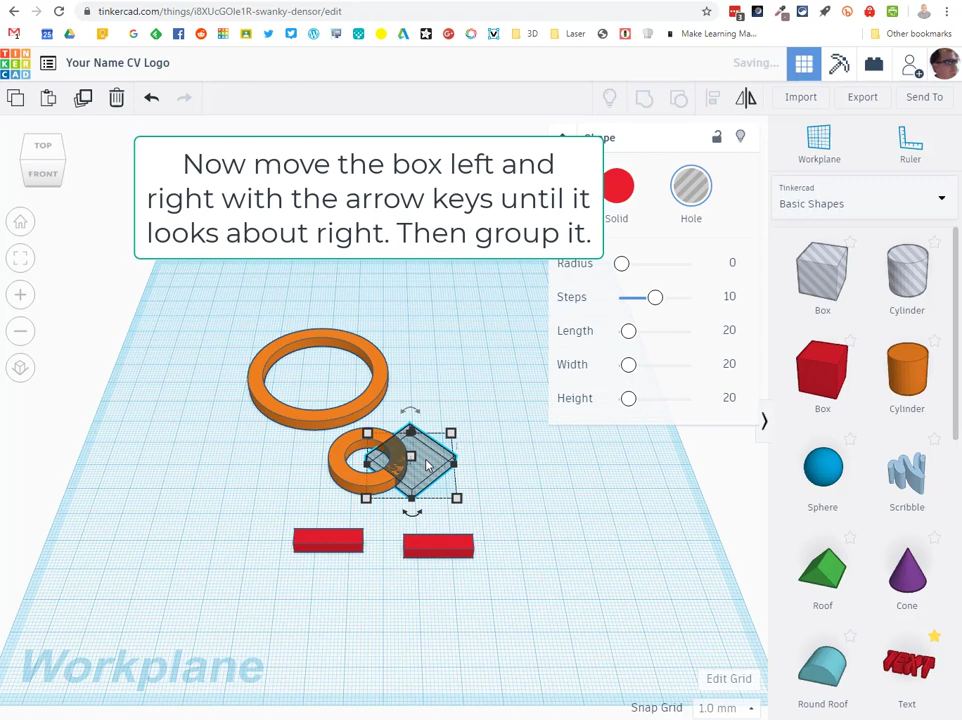 tinkercad.com/things/i8XUcGOle1R-swanky-densor/edit
3D
Laser
Make Learning Ma...
Other bookmarks
TIN
KER
CAD
Your Name CV Logo
Saving...
Import
Export
Send To
TOP
FRONT
Now move the box left and
right with the arrow keys until it
looks about right. Then group it.
Shape
Solid
Hole
Radius
0
Steps
10
Length
20
Width
20
Height
20
Workplane
Ruler
Tinkercad
Basic Shapes
Box
Cylinder
Box
Cylinder
Sphere
Scribble
Roof
Cone
TEXT
Round Roof
Text
Workplane
Edit Grid
Snap Grid
1.0 mm